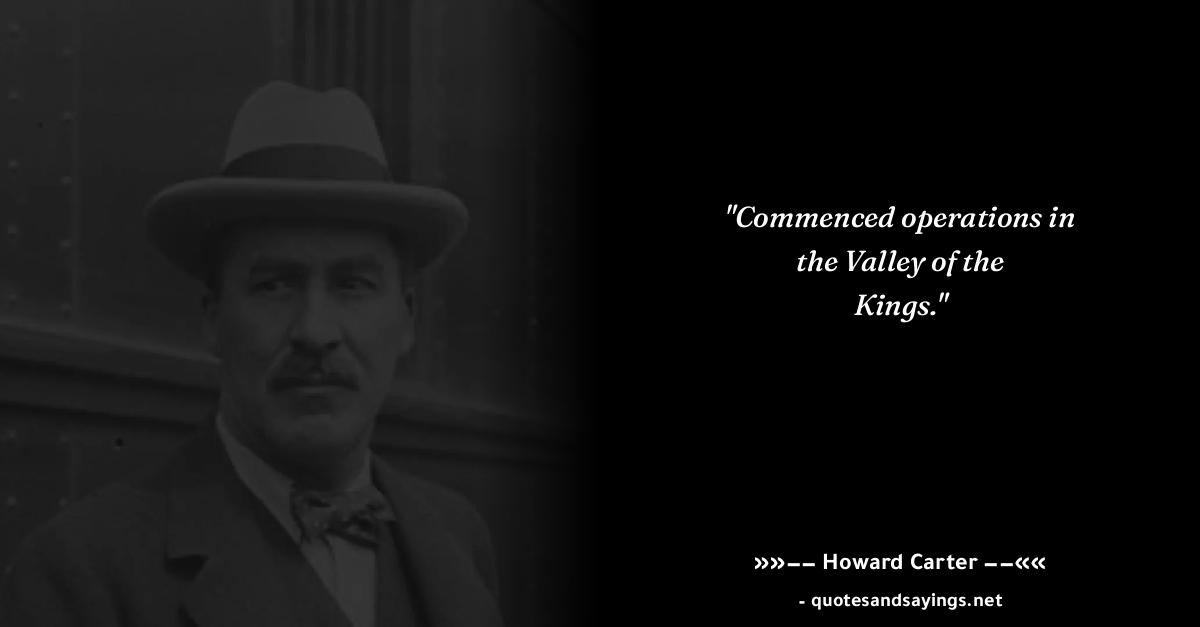 "Commenced operations in
the Valley of the
Kings."
»»–– Howard Carter ––««
- quotesandsayings.net